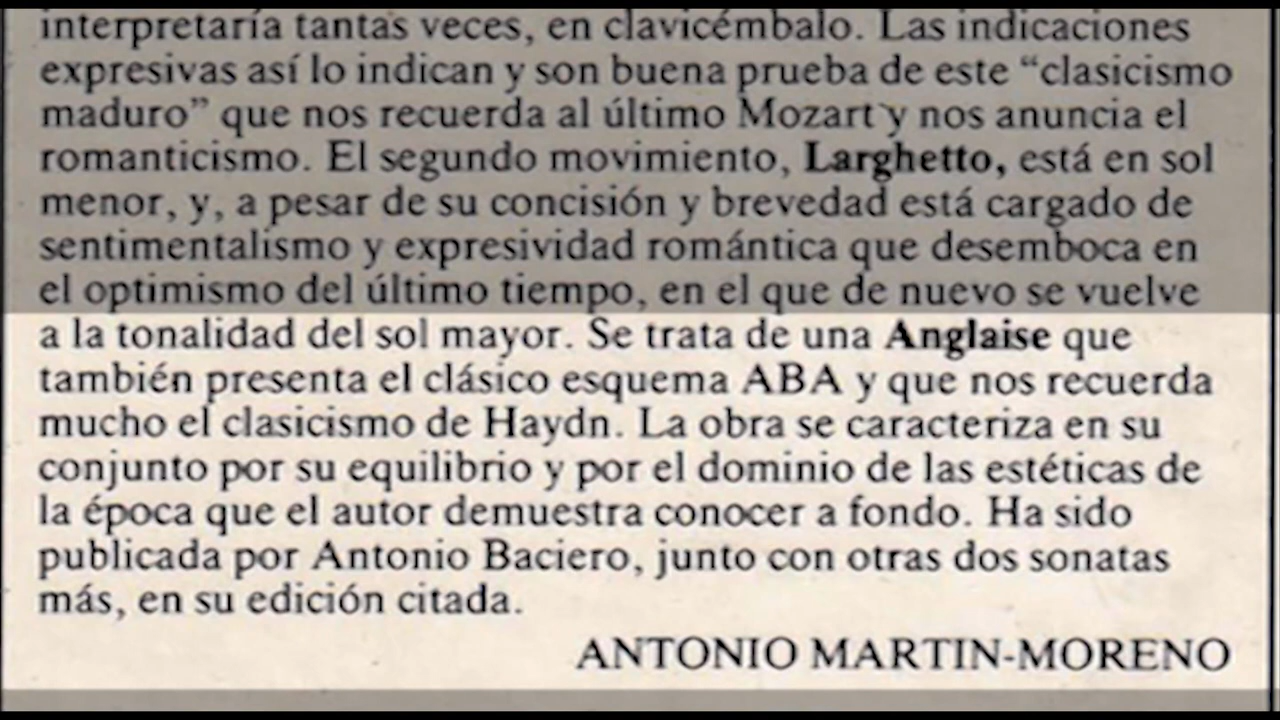 interpretaría tantas veces, en clavicémbalo. Las indicaciones
expresivas así lo indican y son buena prueba de este “clasicismo
maduro” que nos recuerda al último Mozart y nos anuncia el
romanticismo. El segundo movimiento, Larghetto, está en sol
menor, y, a pesar de su concisión y brevedad está cargado de
sentimentalismo y expresividad romántica que desemboca en
el optimismo del último tiempo, en el que de nuevo se vuelve
a la tonalidad del sol mayor. Se trata de una Anglaise que
también presenta el clásico esquema ABA y que nos recuerda
mucho el clasicismo de Haydn. La obra se caracteriza en su
conjunto por su equilibrio y por el dominio de las estéticas de
la época que el autor demuestra conocer a fondo. Ha sido
publicada por Antonio Baciero, junto con otras dos sonatas
más, en su edición citada.
ANTONIO MARTIN-MORENO